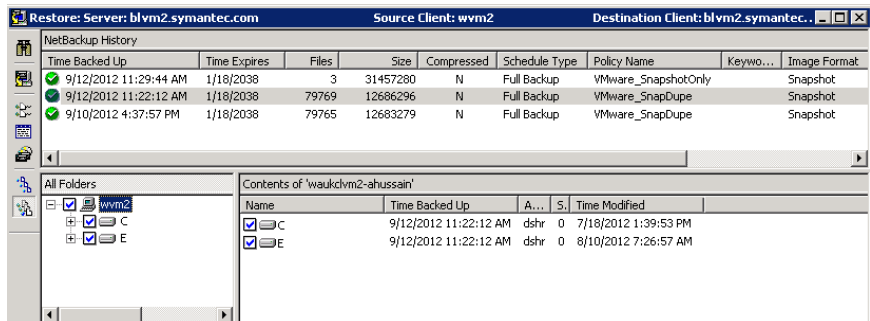 Restore: Server: blvm2.symantec.com Source Client: wvm2 Destination Client: blvm2.symantec...
NetBackup History
Time Backed Up Time Expires Files Size Compressed Schedule Type Policy Name Keywo... Image Format
9/12/2012 11:29:44 AM 1/18/2038 3 31457280 N Full Backup VMware_SnapshotOnly Snapshot
9/12/2012 11:22:12 AM 1/18/2038 79769 12686296 N Full Backup VMware_SnapDupe Snapshot
9/10/2012 4:37:57 PM 1/18/2038 79765 12683279 N Full Backup VMware_SnapDupe Snapshot
All Folders Contents of 'waukclvm2-ahussain'
wvm2 Name Time Backed Up A... S. Time Modified
C C 9/12/2012 11:22:12 AM dshr 0 7/18/2012 1:39:53 PM
E E 9/12/2012 11:22:12 AM dshr 0 8/10/2012 7:26:57 AM